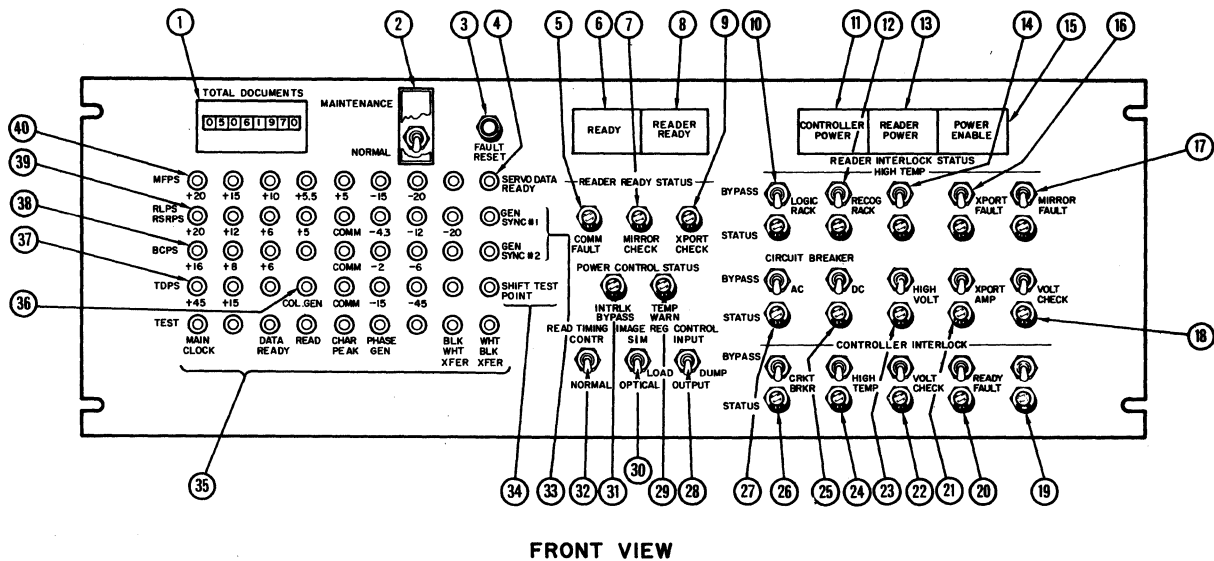 1 2 3 4 5 6 7 8 9 10 11 12 13 14 15 16
TOTAL DOCUMENTS
05061970
MAINTENANCE
NORMAL
FAULT RESET
READY
READER READY
CONTROLLER POWER
READER POWER
POWER ENABLE
40
39
38
37
36
MFPS
+20 +15 +10 +5.5 +5 -15 -20
SERVO DATA READY
RLPS
RSRPS
+20 +12 +6 +5 COMM -4.3 -12 -20
GEN SYNC #1
BCPS
+16 +8 +6 COMM -2 -6
GEN SYNC #2
TDPS
+45 +15 COL.GEN COMM -15 -45
SHIFT TEST POINT
TEST
MAIN CLOCK
DATA READY
READ
CHAR PEAK
PHASE GEN
BLK WHT XFER
WHT BLK XFER
READER READY STATUS
COMM FAULT
MIRROR CHECK
XPORT CHECK
POWER CONTROL STATUS
INTRLK BYPASS
TEMP WARN
READ TIMING CONTR
NORMAL
IMAGE REG CONTROL
SIM
OPTICAL
INPUT
LOAD
DUMP
OUTPUT
READER INTERLOCK STATUS
HIGH TEMP
BYPASS
LOGIC RACK
RECOG RACK
XPORT FAULT
MIRROR FAULT
17
STATUS
CIRCUIT BREAKER
BYPASS
AC
DC
HIGH VOLT
XPORT AMP
VOLT CHECK
STATUS
18
CONTROLLER INTERLOCK
BYPASS
CRKT BRKR
HIGH TEMP
VOLT CHECK
READY FAULT
STATUS
35 34 33 32 31 30 29 28 27 26 25 24 23 22 21 20 19
FRONT VIEW